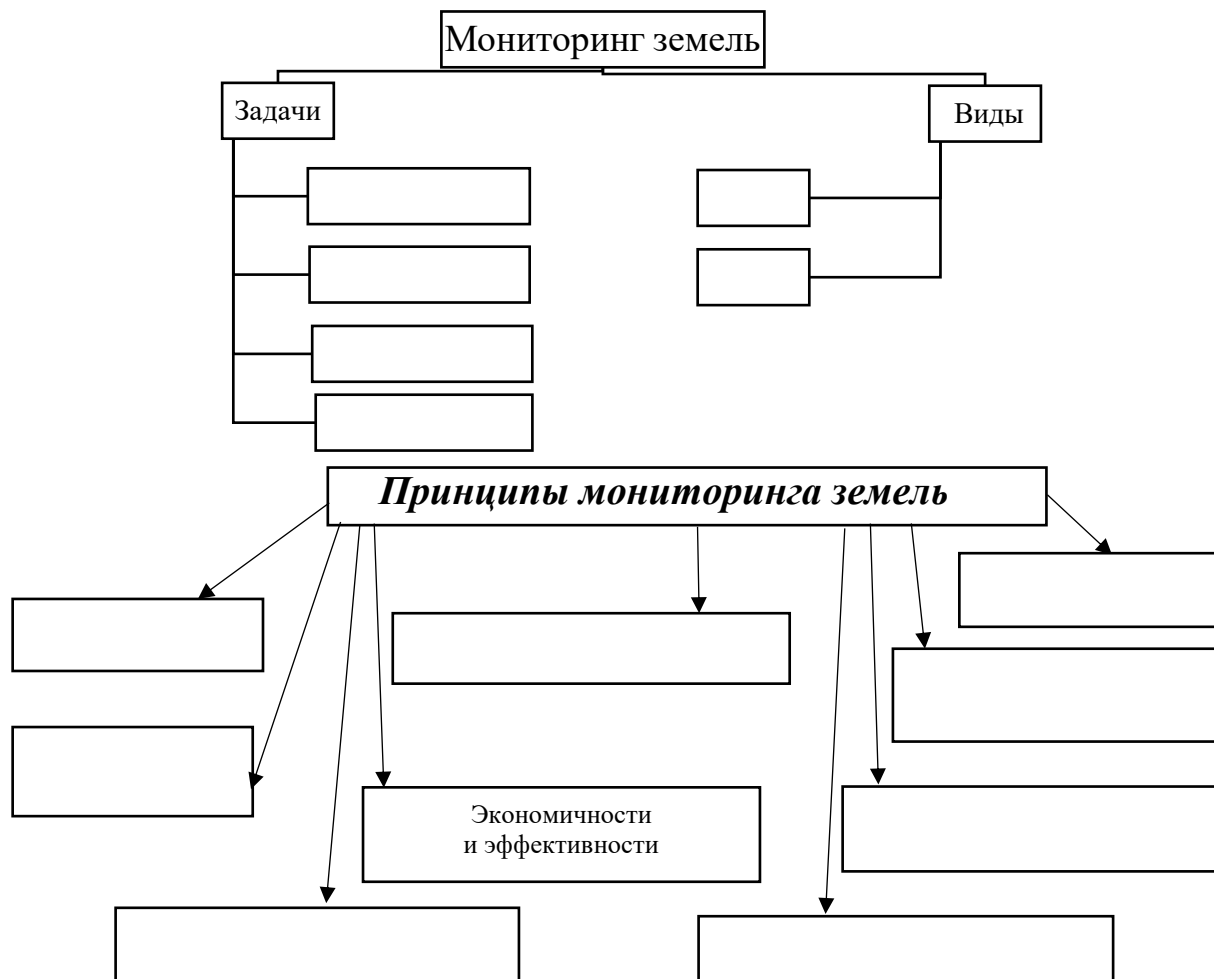 Мониторинг земель
Задачи
Виды
Принципы мониторинга земель
Экономичности
и эффективности